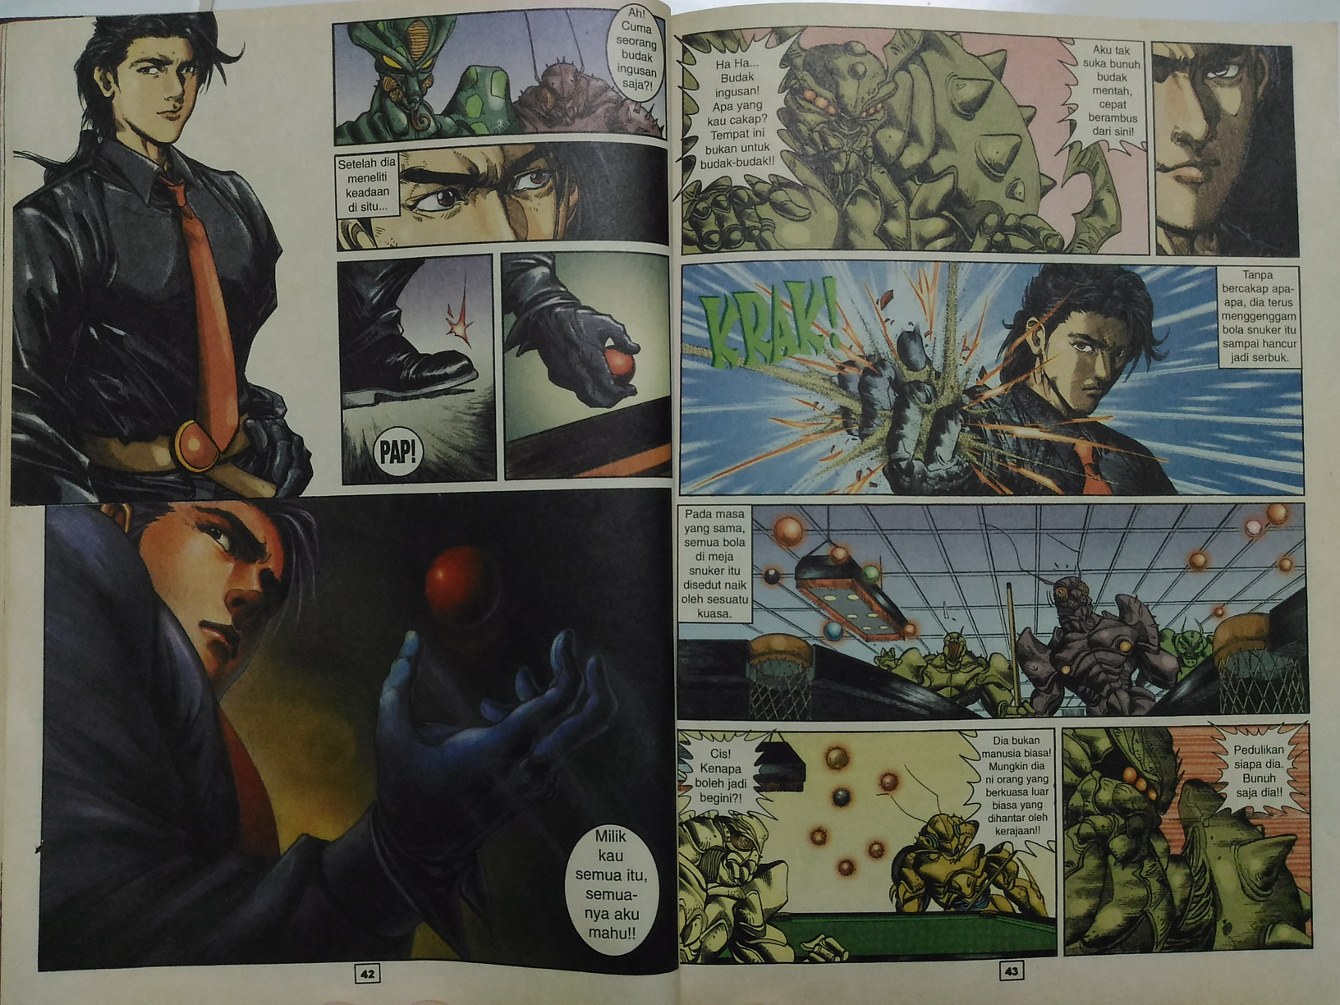 Ah!
Cuma
seorang
budak
ingusan
saja?!
Setelah dia
meneliti
keadaan
di situ...
PAP!
Milik
kau
semua itu,
semua-
nya aku
mahu!!
42
Ha Ha...
Budak
ingusan!
Apa yang
kau cakap?
Tempat ini
bukan untuk
budak-budak!!
Aku tak
suka bunuh
budak
mentah,
cepat
berambus
dari sini!
KRAK!
Tanpa
bercakap apa-
apa, dia terus
menggenggam
bola snuker itu
sampai hancur
jadi serbuk.
Pada masa
yang sama,
semua bola
di meja
snuker itu
disedut naik
oleh sesuatu
kuasa.
Cis!
Kenapa
boleh jadi
begini?!
Dia bukan
manusia biasa!
Mungkin dia
ni orang yang
berkuasa luar
biasa yang
dihantar oleh
kerajaan!!
Pedulikan
siapa dia.
Bunuh
saja dia!!
43